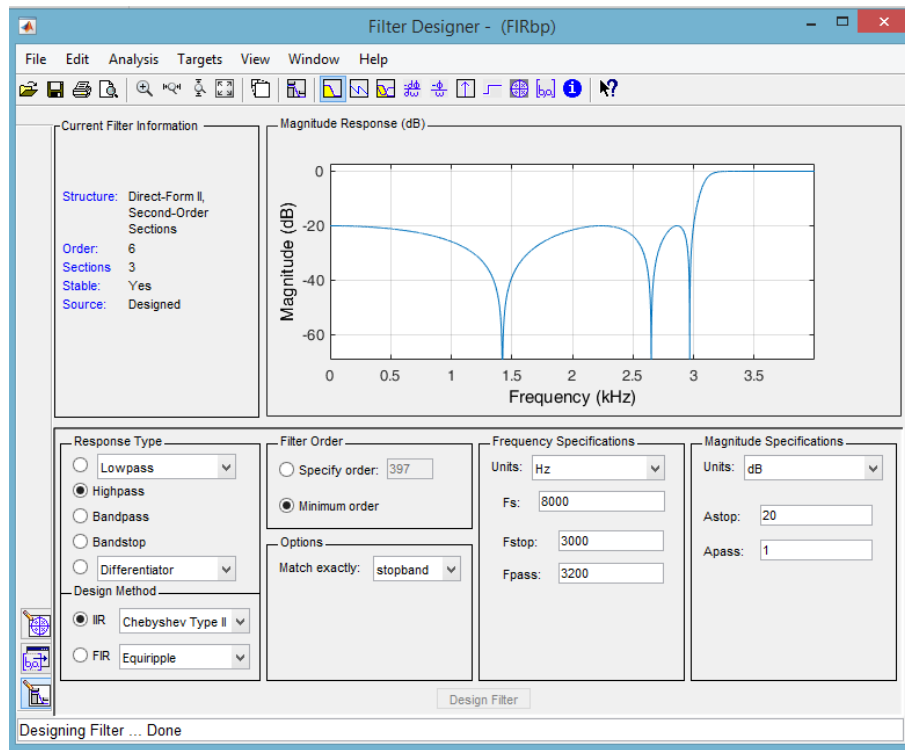 Filter Designer - (FIRbp)
File Edit Analysis Targets View Window Help
Current Filter Information
Structure: Direct-Form II,
Second-Order
Sections
Order: 6
Sections 3
Stable: Yes
Source: Designed
Magnitude Response (dB)
Magnitude (dB)
0
-20
-40
-60
0 0.5 1 1.5 2 2.5 3 3.5
Frequency (kHz)
Response Type
Lowpass
Highpass
Bandpass
Bandstop
Differentiator
Design Method
IIR Chebyshev Type II
FIR Equiripple
Filter Order
Specify order: 397
Minimum order
Options
Match exactly: stopband
Frequency Specifications
Units: Hz
Fs: 8000
Fstop: 3000
Fpass: 3200
Magnitude Specifications
Units: dB
Astop: 20
Apass: 1
Design Filter
Designing Filter ... Done